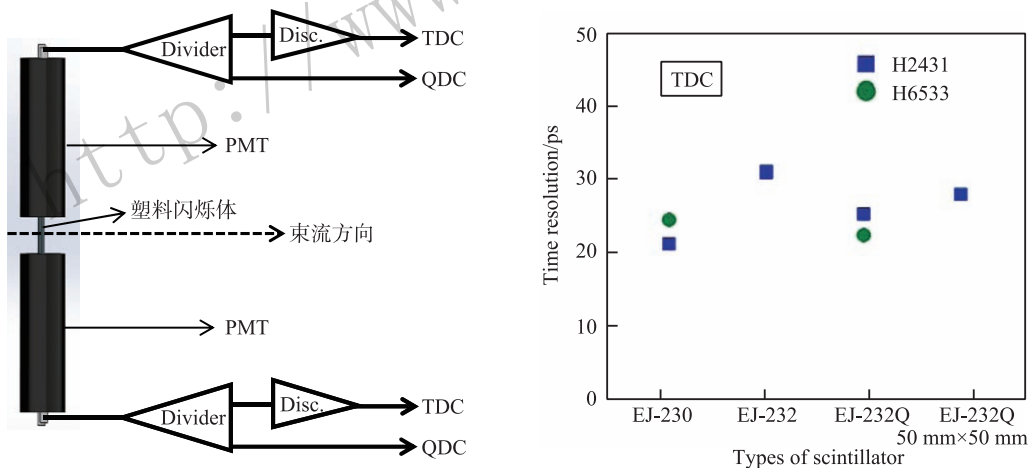 Divider
Disc.
TDC
QDC
PMT
塑料闪烁体
束流方向
PMT
Divider
Disc.
TDC
QDC
http://www
50
40
30
20
10
0
Time resolution/ps
TDC
H2431
H6533
EJ-230
EJ-232
EJ-232Q
EJ-232Q
50 mm×50 mm
Types of scintillator